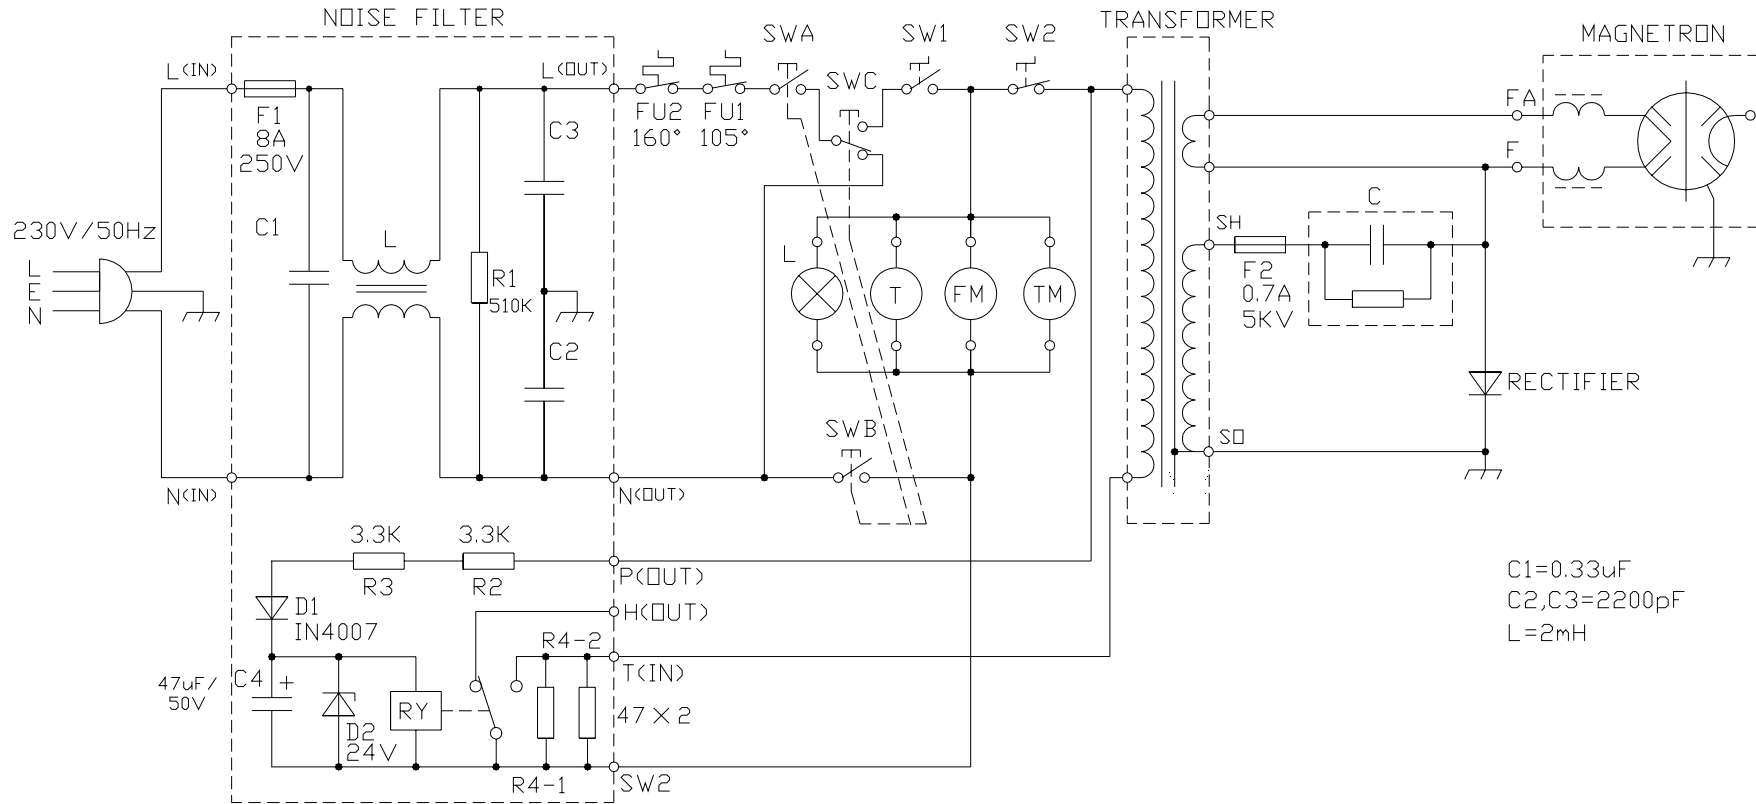 NOISE FILTER
TRANSFORMER
MAGNETRON
SWA
SW1
SW2
SWC
L(IN)
L(OUT)
F1
8A
250V
FU2
160°
FU1
105°
C3
FA
F
C
230V/50Hz
L
E
N
C1
L
R1
510K
C2
L
T
FM
TM
SH
F2
0.7A
5KV
RECTIFIER
SWB
SO
N(IN)
N(OUT)
3.3K
3.3K
R3
R2
P(OUT)
H(OUT)
D1
IN4007
R4-2
T(IN)
47uF/
50V
C4
+
RY
D2
24V
47×2
R4-1
SW2
C1=0.33uF
C2,C3=2200pF
L=2mH